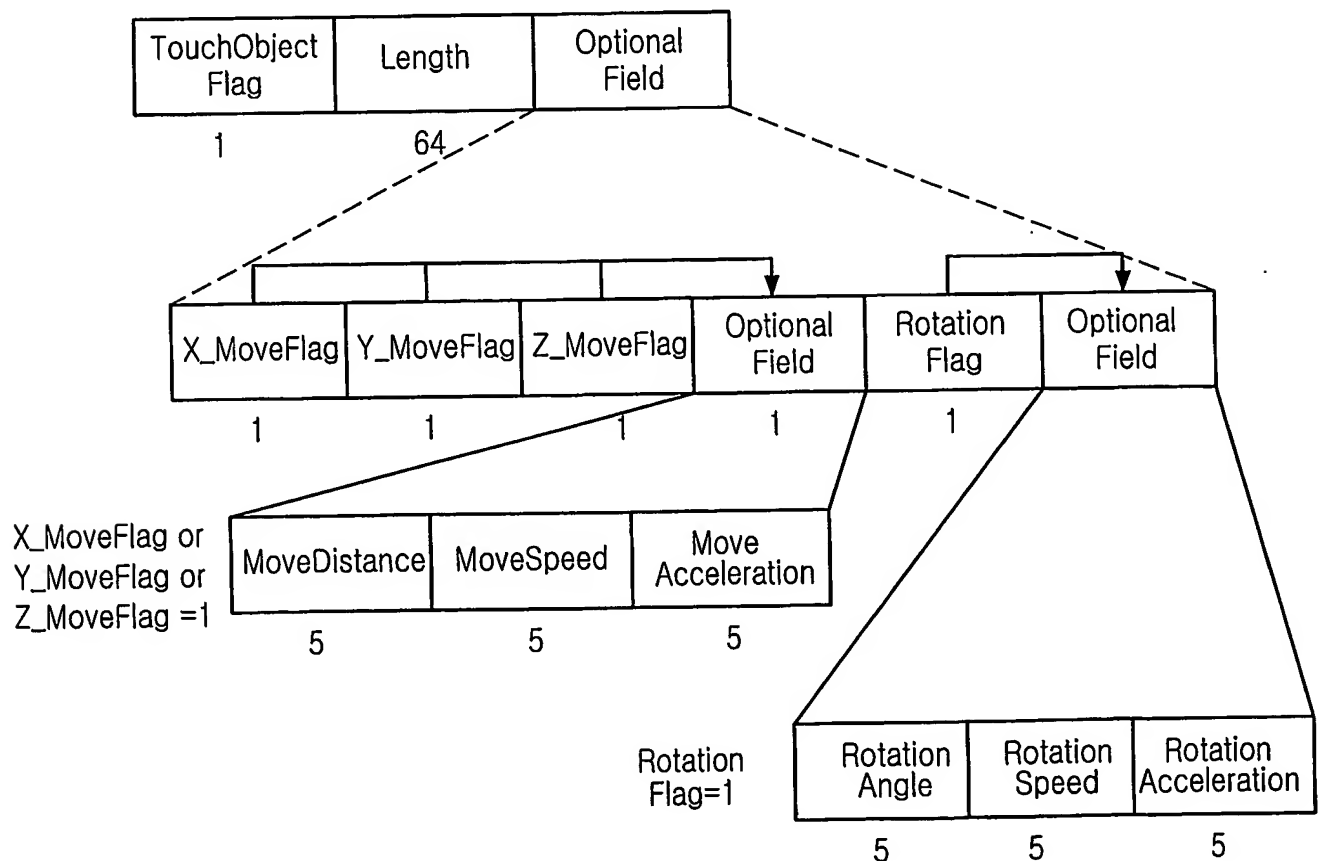 TouchObject
Flag
Length
Optional
Field
1
64
X_MoveFlag
Y_MoveFlag
Z_MoveFlag
Optional
Field
Rotation
Flag
Optional
Field
1
1
1
1
1
X_MoveFlag or
Y_MoveFlag or
Z_MoveFlag =1
MoveDistance
MoveSpeed
Move
Acceleration
5
5
5
Rotation
Flag=1
Rotation
Angle
Rotation
Speed
Rotation
Acceleration
5
5
5